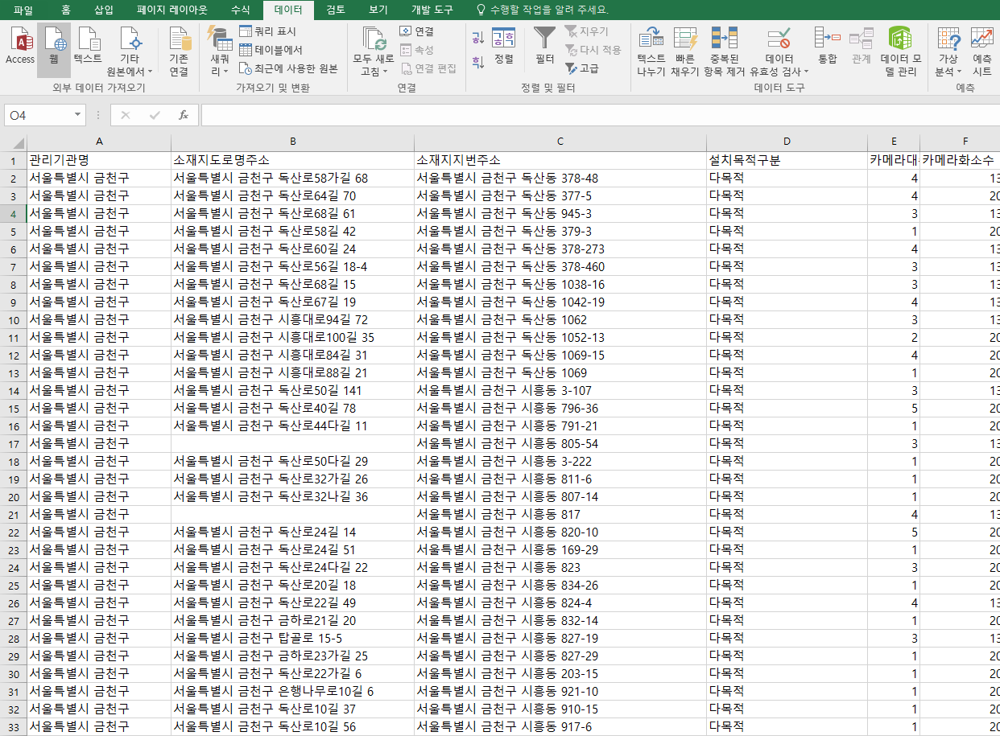 파일 홈 삽입 페이지 레이아웃 수식 데이터 검토 보기 개발 도구 수행할 작업을 알려 주세요.
Access 웹 텍스트 기타 원본에서 기존 연결
외부 데이터 가져오기
새 쿼리 쿼리 표시
테이블에서
최근에 사용한 원본
가져오기 및 변환
모두 새로 고침 연결
속성
연결 편집
연결
정렬 필터 지우기
다시 적용
고급
정렬 및 필터
텍스트 나누기 빠른 채우기 중복된 항목 제거 데이터 유효성 검사 통합 관계 데이터 모델 관리
데이터 도구
가상 분석 예측 시트
예측
O4 fx
A B C D E F
1 관리기관명 소재지도로명주소 소재지지번주소 설치목적구분 카메라대 카메라화소수
2 서울특별시 금천구 서울특별시 금천구 독산로58가길 68 서울특별시 금천구 독산동 378-48 다목적 4 13
3 서울특별시 금천구 서울특별시 금천구 독산로64길 70 서울특별시 금천구 독산동 377-5 다목적 4 20
4 서울특별시 금천구 서울특별시 금천구 독산로68길 61 서울특별시 금천구 독산동 945-3 다목적 3 13
5 서울특별시 금천구 서울특별시 금천구 독산로58길 42 서울특별시 금천구 독산동 379-3 다목적 1 20
6 서울특별시 금천구 서울특별시 금천구 독산로60길 24 서울특별시 금천구 독산동 378-273 다목적 4 13
7 서울특별시 금천구 서울특별시 금천구 독산로56길 18-4 서울특별시 금천구 독산동 378-460 다목적 3 13
8 서울특별시 금천구 서울특별시 금천구 독산로68길 15 서울특별시 금천구 독산동 1038-16 다목적 3 13
9 서울특별시 금천구 서울특별시 금천구 독산로67길 19 서울특별시 금천구 독산동 1042-19 다목적 4 13
10 서울특별시 금천구 서울특별시 금천구 시흥대로94길 72 서울특별시 금천구 독산동 1062 다목적 3 13
11 서울특별시 금천구 서울특별시 금천구 시흥대로100길 35 서울특별시 금천구 독산동 1052-13 다목적 2 20
12 서울특별시 금천구 서울특별시 금천구 시흥대로84길 31 서울특별시 금천구 독산동 1069-15 다목적 4 20
13 서울특별시 금천구 서울특별시 금천구 시흥대로88길 21 서울특별시 금천구 독산동 1069 다목적 1 20
14 서울특별시 금천구 서울특별시 금천구 독산로50길 141 서울특별시 금천구 시흥동 3-107 다목적 3 13
15 서울특별시 금천구 서울특별시 금천구 독산로40길 78 서울특별시 금천구 시흥동 796-36 다목적 5 20
16 서울특별시 금천구 서울특별시 금천구 독산로44다길 11 서울특별시 금천구 시흥동 791-21 다목적 1 20
17 서울특별시 금천구 서울특별시 금천구 시흥동 805-54 다목적 3 13
18 서울특별시 금천구 서울특별시 금천구 독산로50다길 29 서울특별시 금천구 시흥동 3-222 다목적 1 20
19 서울특별시 금천구 서울특별시 금천구 독산로32가길 26 서울특별시 금천구 시흥동 811-6 다목적 1 20
20 서울특별시 금천구 서울특별시 금천구 독산로32나길 36 서울특별시 금천구 시흥동 807-14 다목적 1 20
21 서울특별시 금천구 서울특별시 금천구 시흥동 817 다목적 4 13
22 서울특별시 금천구 서울특별시 금천구 독산로24길 14 서울특별시 금천구 시흥동 820-10 다목적 5 20
23 서울특별시 금천구 서울특별시 금천구 독산로24길 51 서울특별시 금천구 시흥동 169-29 다목적 1 20
24 서울특별시 금천구 서울특별시 금천구 독산로24다길 22 서울특별시 금천구 시흥동 823 다목적 3 20
25 서울특별시 금천구 서울특별시 금천구 독산로20길 18 서울특별시 금천구 시흥동 834-26 다목적 1 20
26 서울특별시 금천구 서울특별시 금천구 독산로22길 49 서울특별시 금천구 시흥동 824-4 다목적 4 13
27 서울특별시 금천구 서울특별시 금천구 금하로21길 20 서울특별시 금천구 시흥동 832-14 다목적 1 20
28 서울특별시 금천구 서울특별시 금천구 탑골로 15-5 서울특별시 금천구 시흥동 827-19 다목적 3 13
29 서울특별시 금천구 서울특별시 금천구 금하로23가길 25 서울특별시 금천구 시흥동 827-29 다목적 1 20
30 서울특별시 금천구 서울특별시 금천구 독산로22가길 6 서울특별시 금천구 시흥동 203-15 다목적 1 20
31 서울특별시 금천구 서울특별시 금천구 은행나무로10길 6 서울특별시 금천구 시흥동 921-10 다목적 1 20
32 서울특별시 금천구 서울특별시 금천구 독산로10길 37 서울특별시 금천구 시흥동 910-15 다목적 1 20
33 서울특별시 금천구 서울특별시 금천구 독산로10길 56 서울특별시 금천구 시흥동 917-6 다목적 1 20